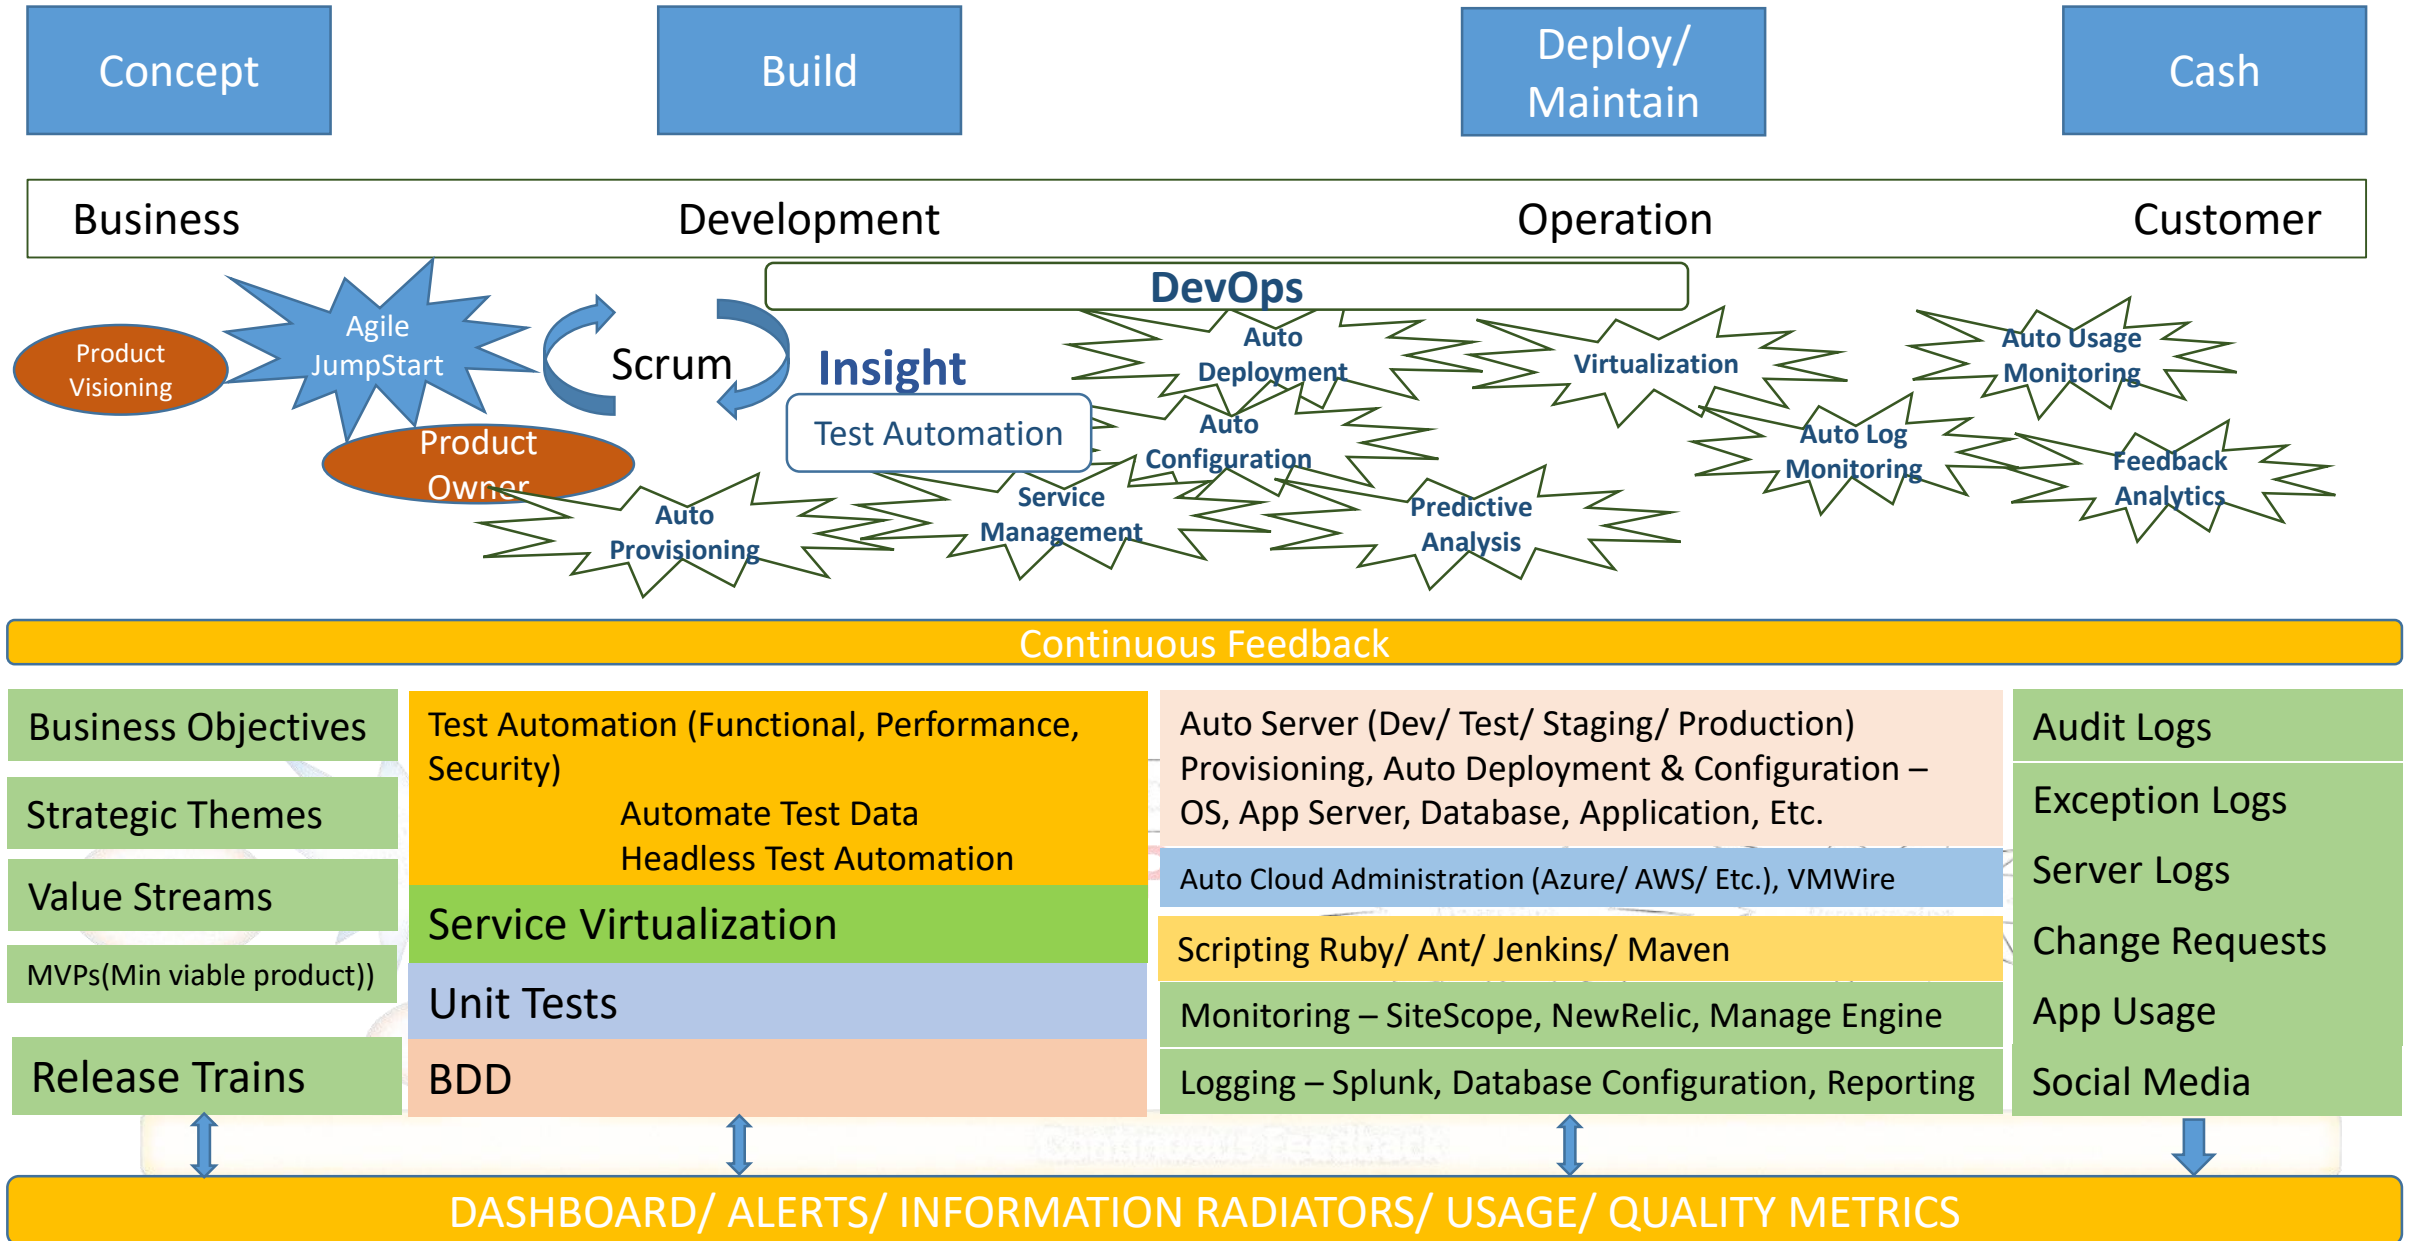 Concept
Build
Deploy/
Maintain
Cash
Business
Development
Operation
Customer
DevOps
Product
Visioning
Agile
JumpStart
Scrum
Insight
Test Automation
Product
Owner
Auto
Provisioning
Service
Management
Auto
Deployment
Auto
Configuration
Predictive
Analysis
Virtualization
Auto Log
Monitoring
Auto Usage
Monitoring
Feedback
Analytics
Continuous Feedback
Business Objectives
Strategic Themes
Value Streams
MVPs(Min viable product))
Release Trains
Test Automation (Functional, Performance,
Security)
Automate Test Data
Headless Test Automation
Service Virtualization
Unit Tests
BDD
Auto Server (Dev/ Test/ Staging/ Production)
Provisioning, Auto Deployment & Configuration –
OS, App Server, Database, Application, Etc.
Auto Cloud Administration (Azure/ AWS/ Etc.), VMWire
Scripting Ruby/ Ant/ Jenkins/ Maven
Monitoring – SiteScope, NewRelic, Manage Engine
Logging – Splunk, Database Configuration, Reporting
Audit Logs
Exception Logs
Server Logs
Change Requests
App Usage
Social Media
Continuous Feedback
DASHBOARD/ ALERTS/ INFORMATION RADIATORS/ USAGE/ QUALITY METRICS